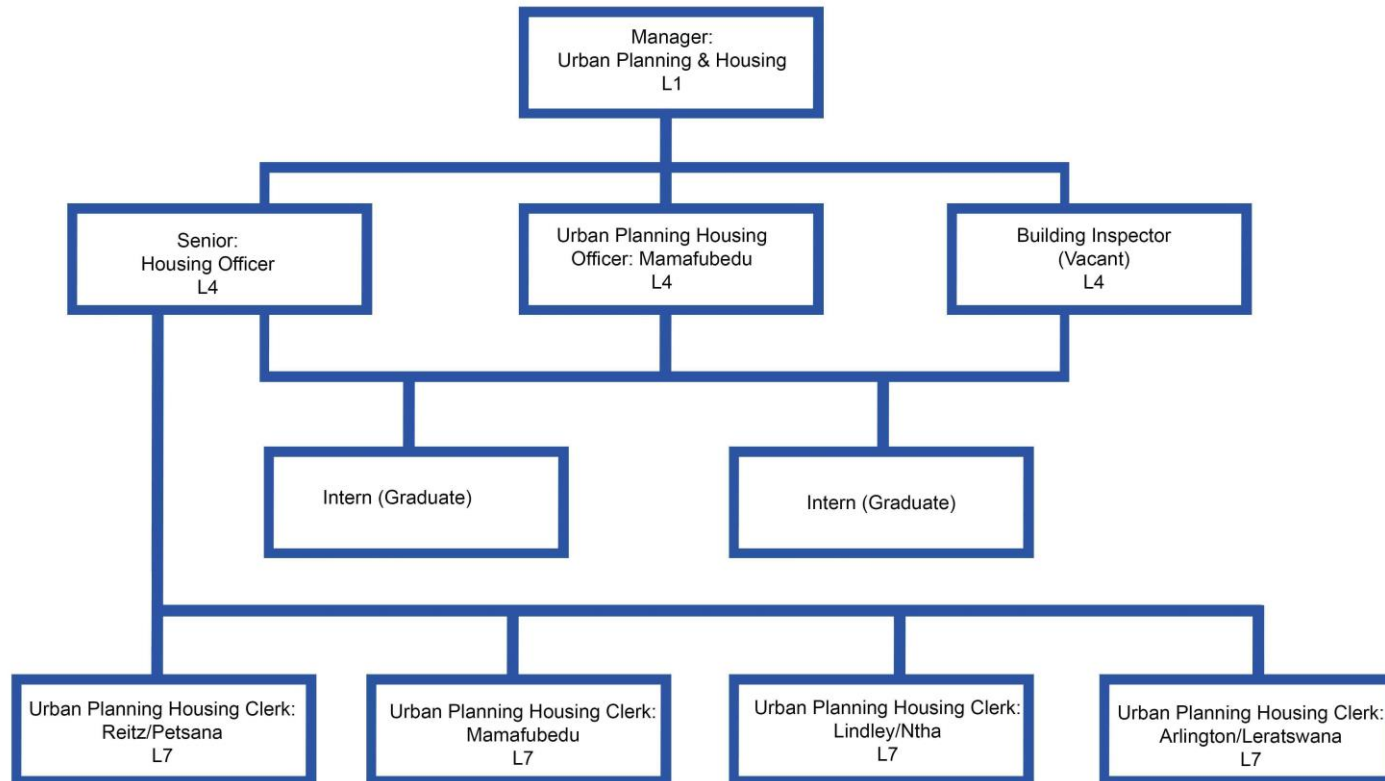 Manager:
Urban Planning & Housing
L1
Senior:
Housing Officer
L4
Urban Planning Housing
Officer: Mamafubedu
L4
Building Inspector
(Vacant)
L4
Intern (Graduate)
Intern (Graduate)
Urban Planning Housing Clerk:
Reitz/Petsana
L7
Urban Planning Housing Clerk:
Mamafubedu
L7
Urban Planning Housing Clerk:
Lindley/Ntha
L7
Urban Planning Housing Clerk:
Arlington/Leratswana
L7